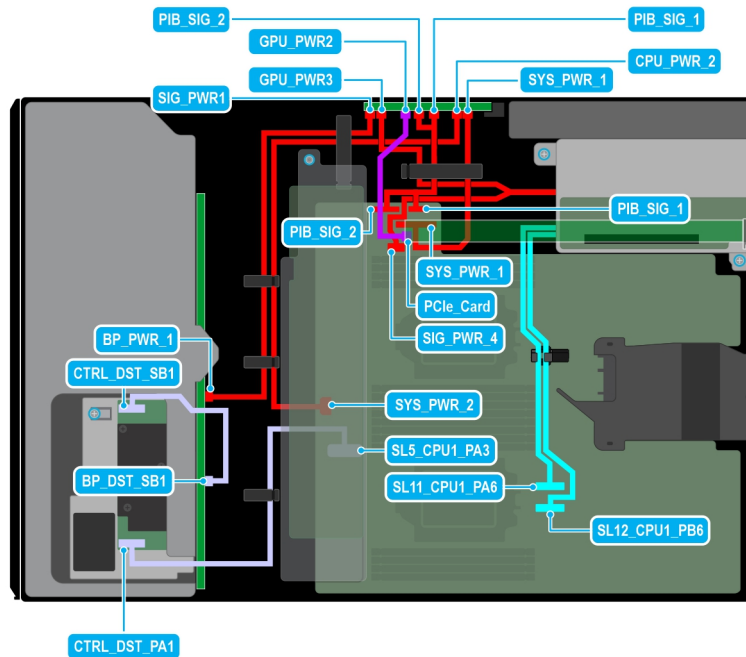 PIB_SIG_2
PIB_SIG_1
GPU_PWR2
CPU_PWR_2
GPU_PWR3
SYS_PWR_1
SIG_PWR1
PIB_SIG_1
PIB_SIG_2
SYS_PWR_1
PCIe_Card
SIG_PWR_4
BP_PWR_1
CTRL_DST_SB1
SYS_PWR_2
SL5_CPU1_PA3
BP_DST_SB1
SL11_CPU1_PA6
SL12_CPU1_PB6
CTRL_DST_PA1